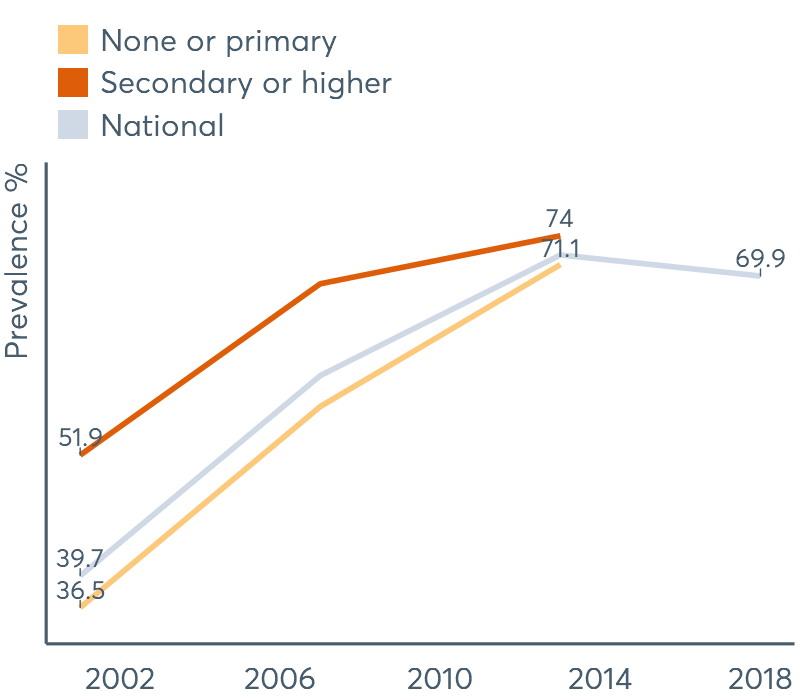 None or primary
Secondary or higher
National
Prevalence %
74
71.1
69.9
51.9
39.7
36.5
2002 2006 2010 2014 2018